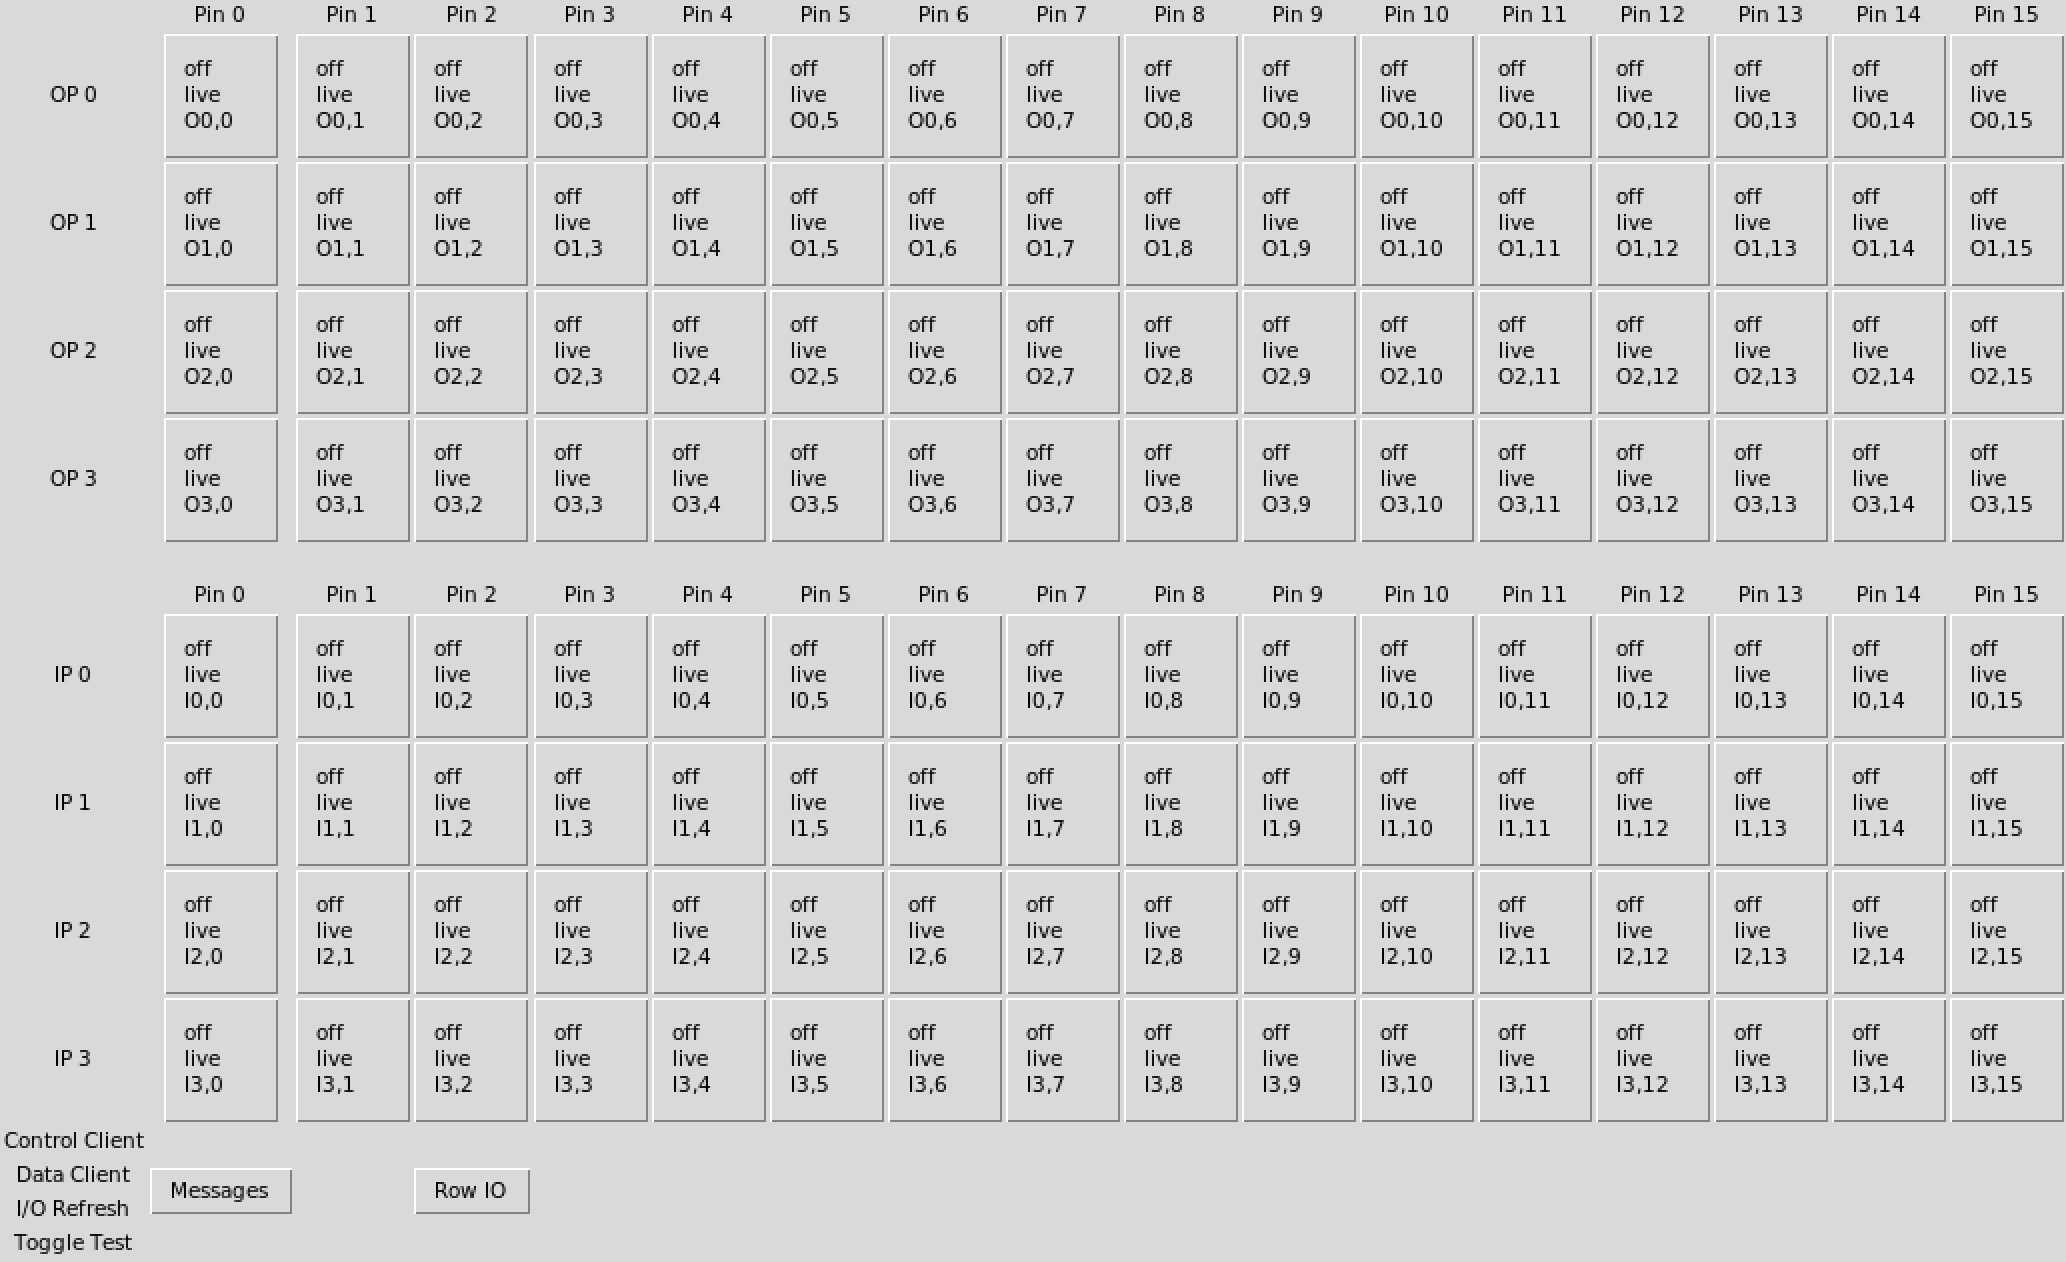 Pin 0 Pin 1 Pin 2 Pin 3 Pin 4 Pin 5 Pin 6 Pin 7 Pin 8 Pin 9 Pin 10 Pin 11 Pin 12 Pin 13 Pin 14 Pin 15
off off off off off off off off off off off off off off off off
OP 0 live live live live live live live live live live live live live live live live
O0,0 O0,1 O0,2 O0,3 O0,4 O0,5 O0,6 O0,7 O0,8 O0,9 O0,10 O0,11 O0,12 O0,13 O0,14 O0,15
off off off off off off off off off off off off off off off off
OP 1 live live live live live live live live live live live live live live live live
O1,0 O1,1 O1,2 O1,3 O1,4 O1,5 O1,6 O1,7 O1,8 O1,9 O1,10 O1,11 O1,12 O1,13 O1,14 O1,15
off off off off off off off off off off off off off off off off
OP 2 live live live live live live live live live live live live live live live live
O2,0 O2,1 O2,2 O2,3 O2,4 O2,5 O2,6 O2,7 O2,8 O2,9 O2,10 O2,11 O2,12 O2,13 O2,14 O2,15
off off off off off off off off off off off off off off off off
OP 3 live live live live live live live live live live live live live live live live
O3,0 O3,1 O3,2 O3,3 O3,4 O3,5 O3,6 O3,7 O3,8 O3,9 O3,10 O3,11 O3,12 O3,13 O3,14 O3,15
Pin 0 Pin 1 Pin 2 Pin 3 Pin 4 Pin 5 Pin 6 Pin 7 Pin 8 Pin 9 Pin 10 Pin 11 Pin 12 Pin 13 Pin 14 Pin 15
off off off off off off off off off off off off off off off off
IP 0 live live live live live live live live live live live live live live live live
I0,0 I0,1 I0,2 I0,3 I0,4 I0,5 I0,6 I0,7 I0,8 I0,9 I0,10 I0,11 I0,12 I0,13 I0,14 I0,15
off off off off off off off off off off off off off off off off
IP 1 live live live live live live live live live live live live live live live live
I1,0 I1,1 I1,2 I1,3 I1,4 I1,5 I1,6 I1,7 I1,8 I1,9 I1,10 I1,11 I1,12 I1,13 I1,14 I1,15
off off off off off off off off off off off off off off off off
IP 2 live live live live live live live live live live live live live live live live
I2,0 I2,1 I2,2 I2,3 I2,4 I2,5 I2,6 I2,7 I2,8 I2,9 I2,10 I2,11 I2,12 I2,13 I2,14 I2,15
off off off off off off off off off off off off off off off off
IP 3 live live live live live live live live live live live live live live live live
I3,0 I3,1 I3,2 I3,3 I3,4 I3,5 I3,6 I3,7 I3,8 I3,9 I3,10 I3,11 I3,12 I3,13 I3,14 I3,15
Control Client
Data Client
Messages Row IO
I/O Refresh
Toggle Test